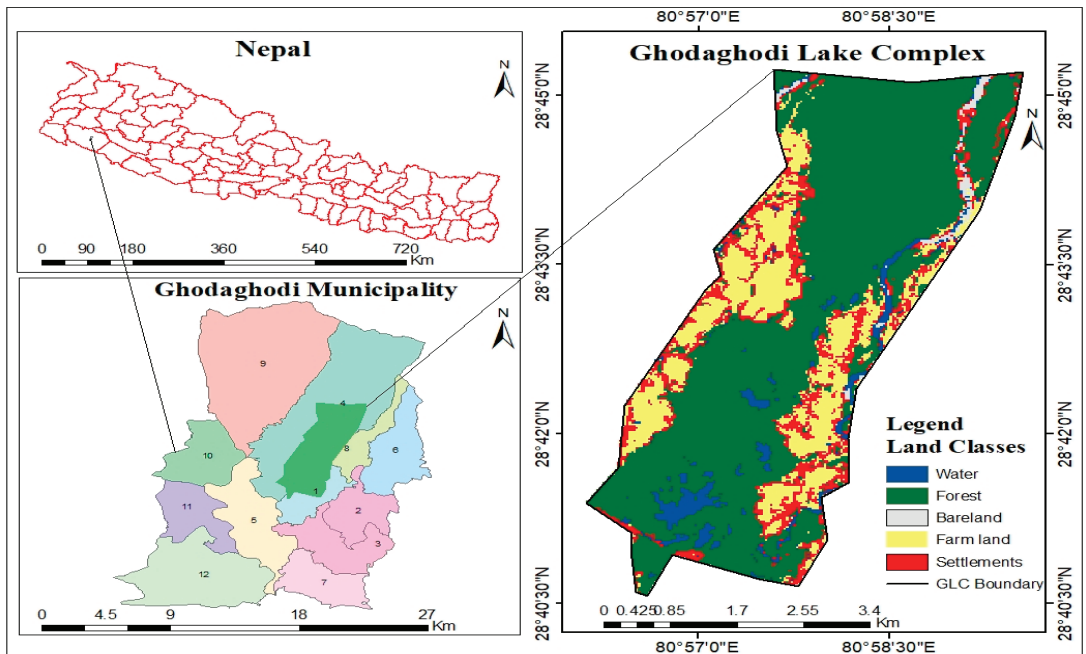 80°57'0"E 80°58'30"E
Nepal
N
0 90 180 360 540 720
Km
Ghodaghodi Municipality
N
9
4
8
6
10
1
11
5
2
3
12
7
0 4.5 9 18 27
Km
Ghodaghodi Lake Complex
N
28°45'0"N 28°45'0"N
28°43'30"N 28°43'30"N
28°42'0"N 28°42'0"N
28°40'30"N 28°40'30"N
Legend
Land Classes
Water
Forest
Bareland
Farm land
Settlements
GLC Boundary
0 0.425 0.85 1.7 2.55 3.4
Km
80°57'0"E 80°58'30"E